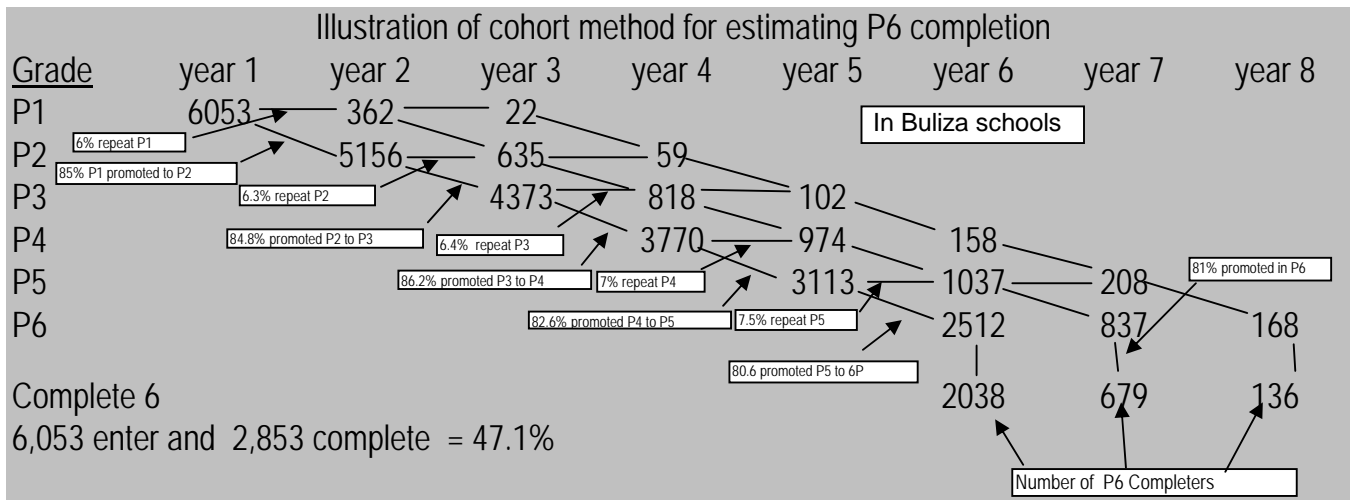 Illustration of cohort method for estimating P6 completion
Grade year 1 year 2 year 3 year 4 year 5 year 6 year 7 year 8
P1 6053 362 22
In Buliza schools
6% repeat P1
P2 5156 635 59
85% P1 promoted to P2
6.3% repeat P2
P3 4373 818 102
84.8% promoted P2 to P3
6.4% repeat P3
P4 3770 974 158
86.2% promoted P3 to P4
7% repeat P4
81% promoted in P6
P5 3113 1037 208
82.6% promoted P4 to P5
7.5% repeat P5
P6 2512 837 168
80.6 promoted P5 to 6P
Complete 6 2038 679 136
6,053 enter and 2,853 complete = 47.1%
Number of P6 Completers